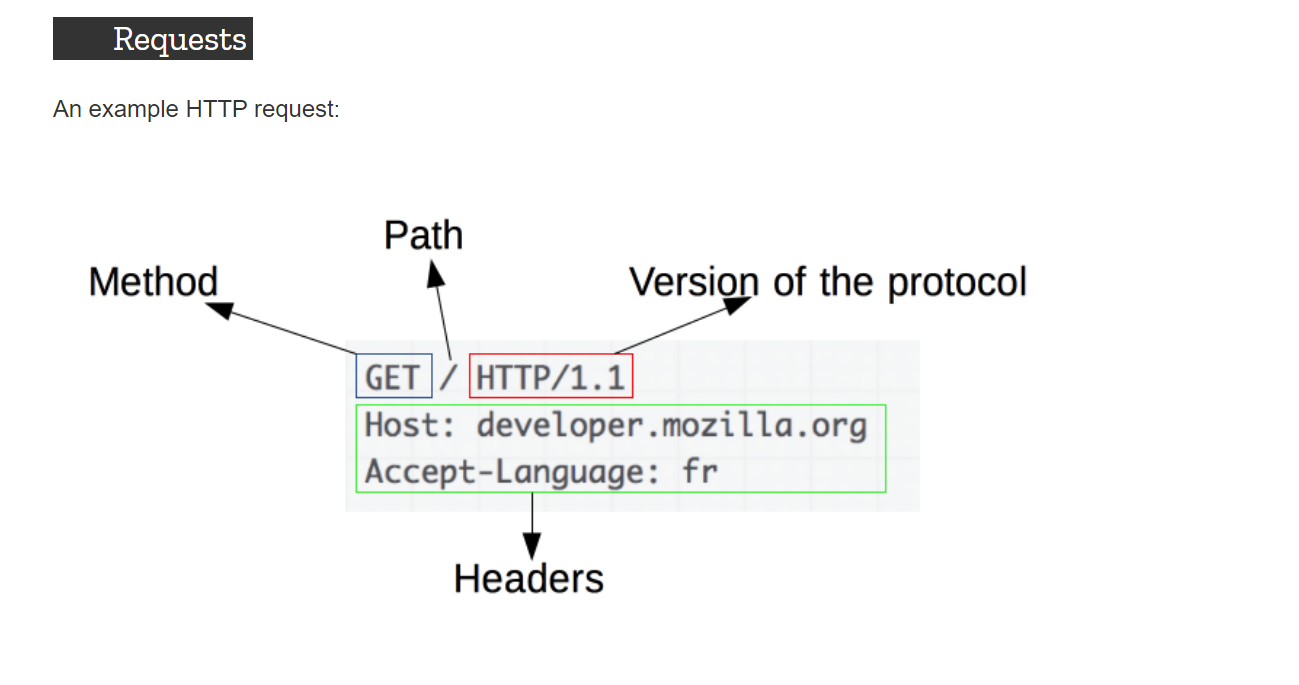 Requests
An example HTTP request:
Path
Method
Version of the protocol
GET / HTTP/1.1
Host: developer.mozilla.org
Accept-Language: fr
Headers